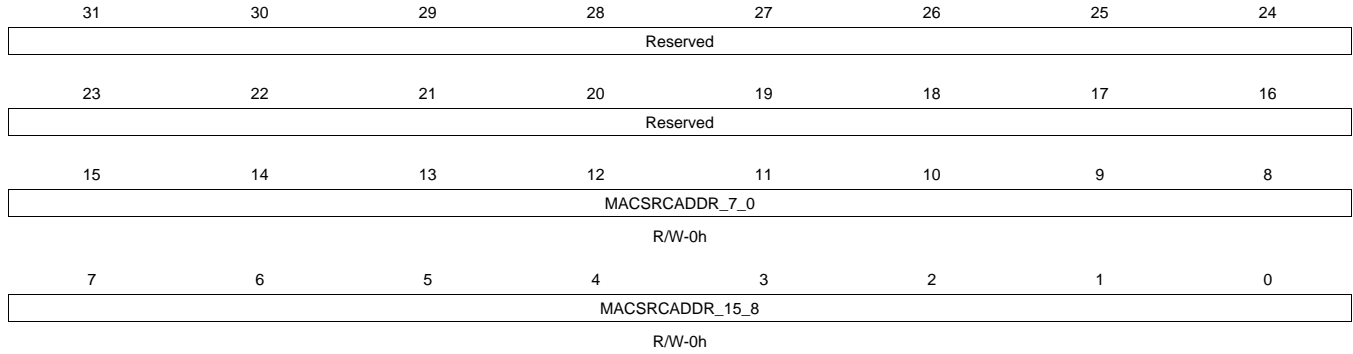 31 30 29 28 27 26 25 24
Reserved
23 22 21 20 19 18 17 16
Reserved
15 14 13 12 11 10 9 8
MACSRCADDR_7_0
R/W-0h
7 6 5 4 3 2 1 0
MACSRCADDR_15_8
R/W-0h